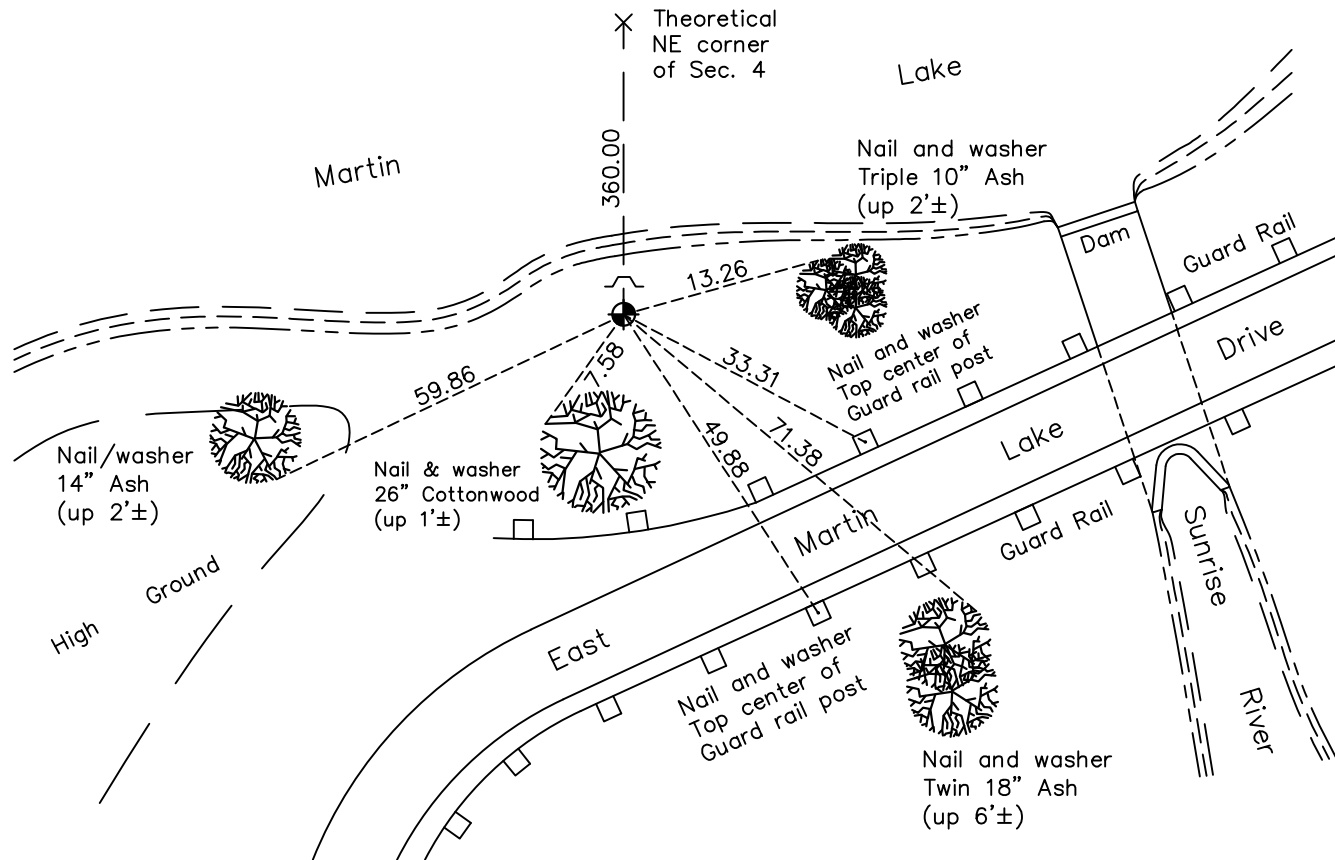 Theoretical
NE corner
of Sec. 4
Lake
Martin
360.00
Nail and washer
Triple 10" Ash
(up 2'±)
Dam
Guard Rail
13.26
Nail and washer
Top center of
Guard rail post
Drive
33.31
7.58
59.86
Lake
71.38
49.88
Nail/washer
14" Ash
(up 2'±)
Nail & washer
26" Cottonwood
(up 1'±)
Martin
Guard Rail
Sunrise
High Ground
East
Nail and washer
Top center of
Guard rail post
River
Nail and washer
Twin 18" Ash
(up 6'±)